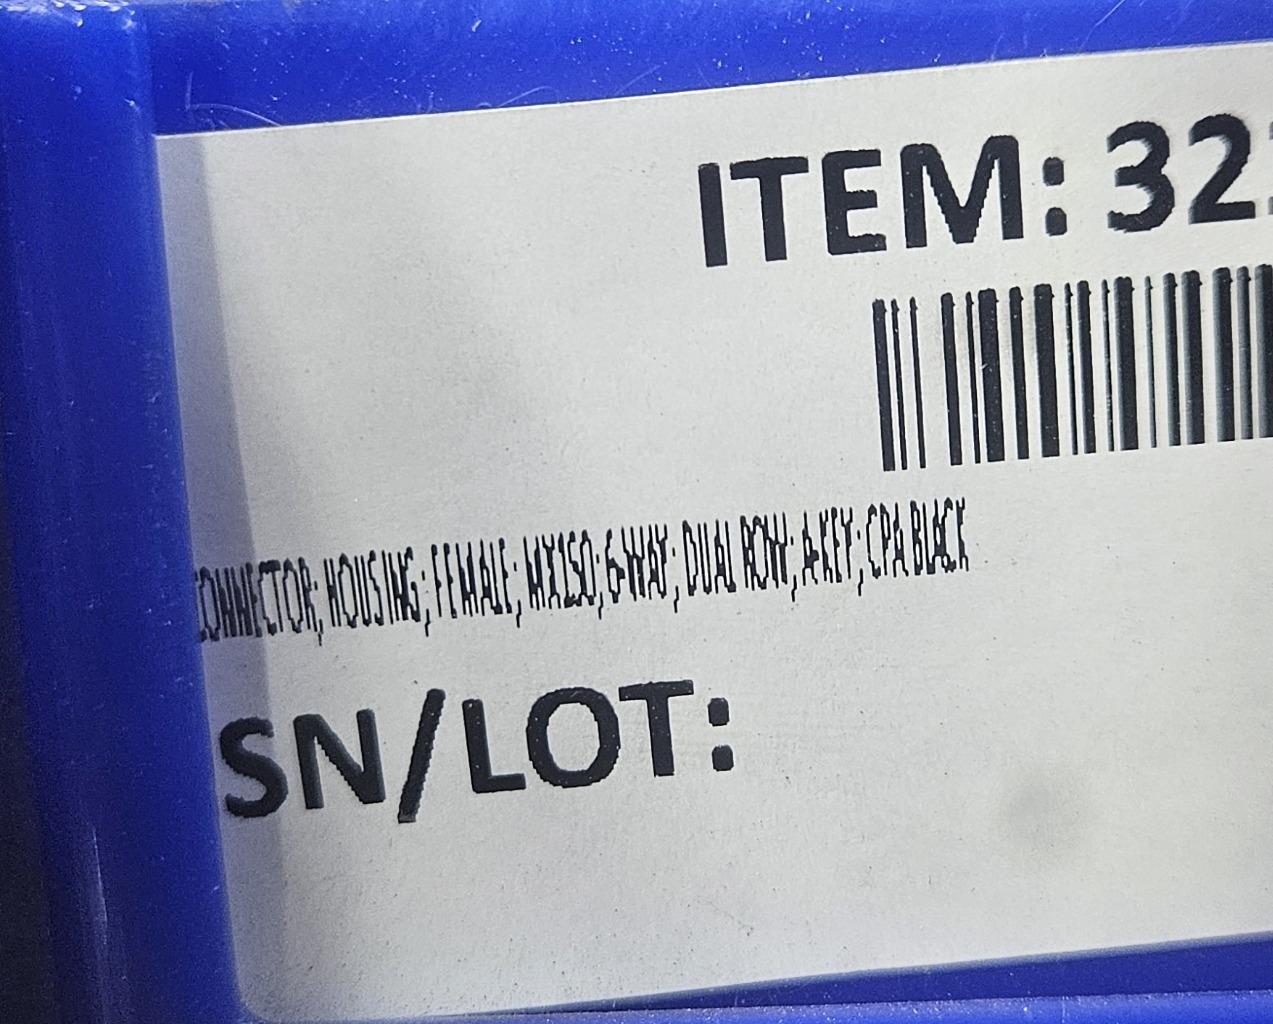 ITEM: 32
CONNECTOR; HOUSING; FEMALE; MX150; 6-WAY; DUAL ROW; A-KEY; CPA BLACK
SN/LOT: